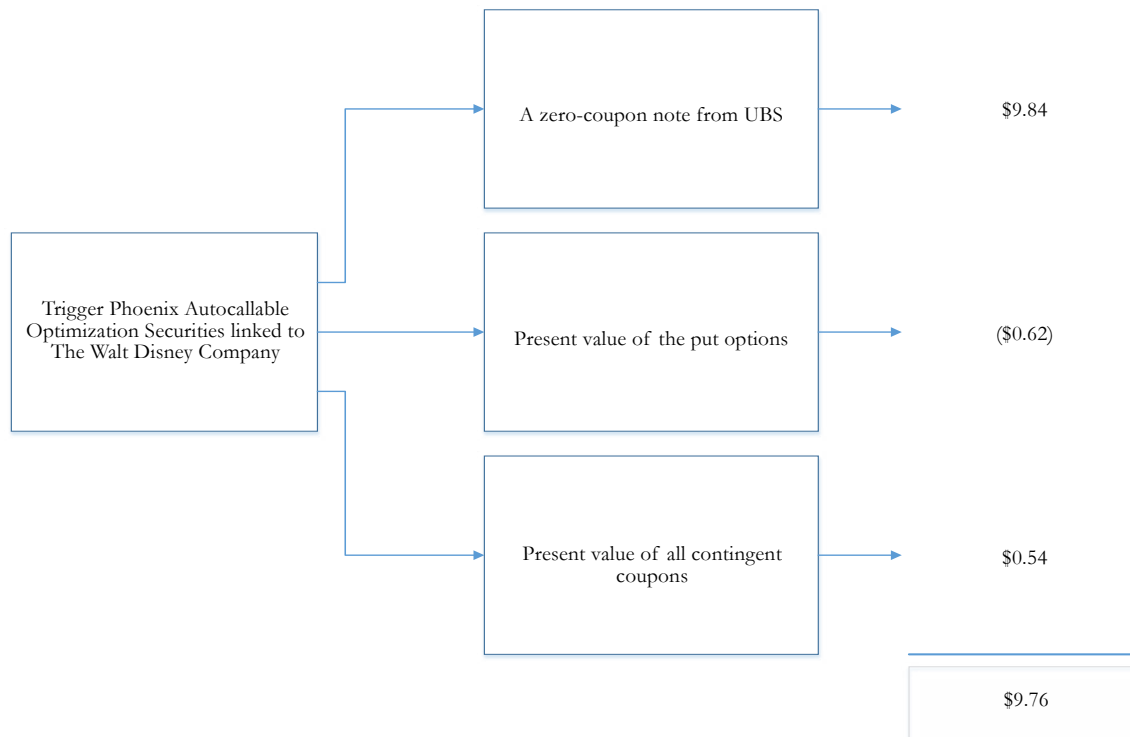 A zero-coupon note from UBS
$9.84
Trigger Phoenix Autocallable
Optimization Securities linked to
The Walt Disney Company
Present value of the put options
($0.62)
Present value of all contingent
coupons
$0.54
$9.76